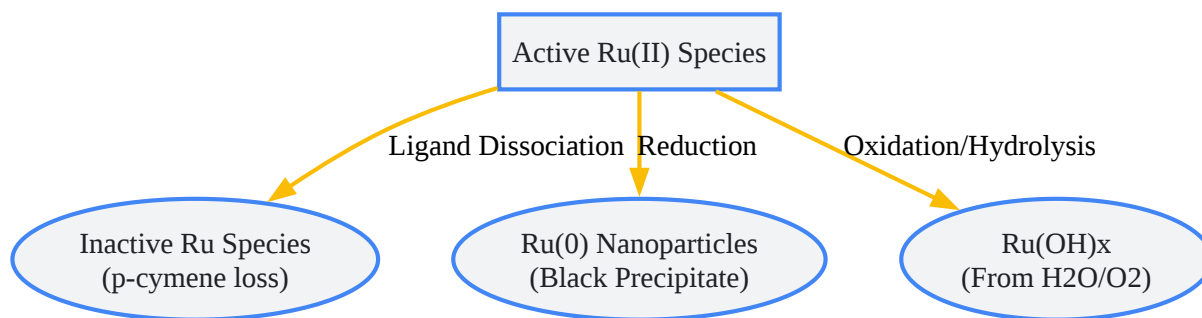 Active Ru(II) Species
Ligand Dissociation
Reduction
Oxidation/Hydrolysis
Inactive Ru Species
(p-cymene loss)
Ru(0) Nanoparticles
(Black Precipitate)
Ru(OH)x
(From H2O/O2)